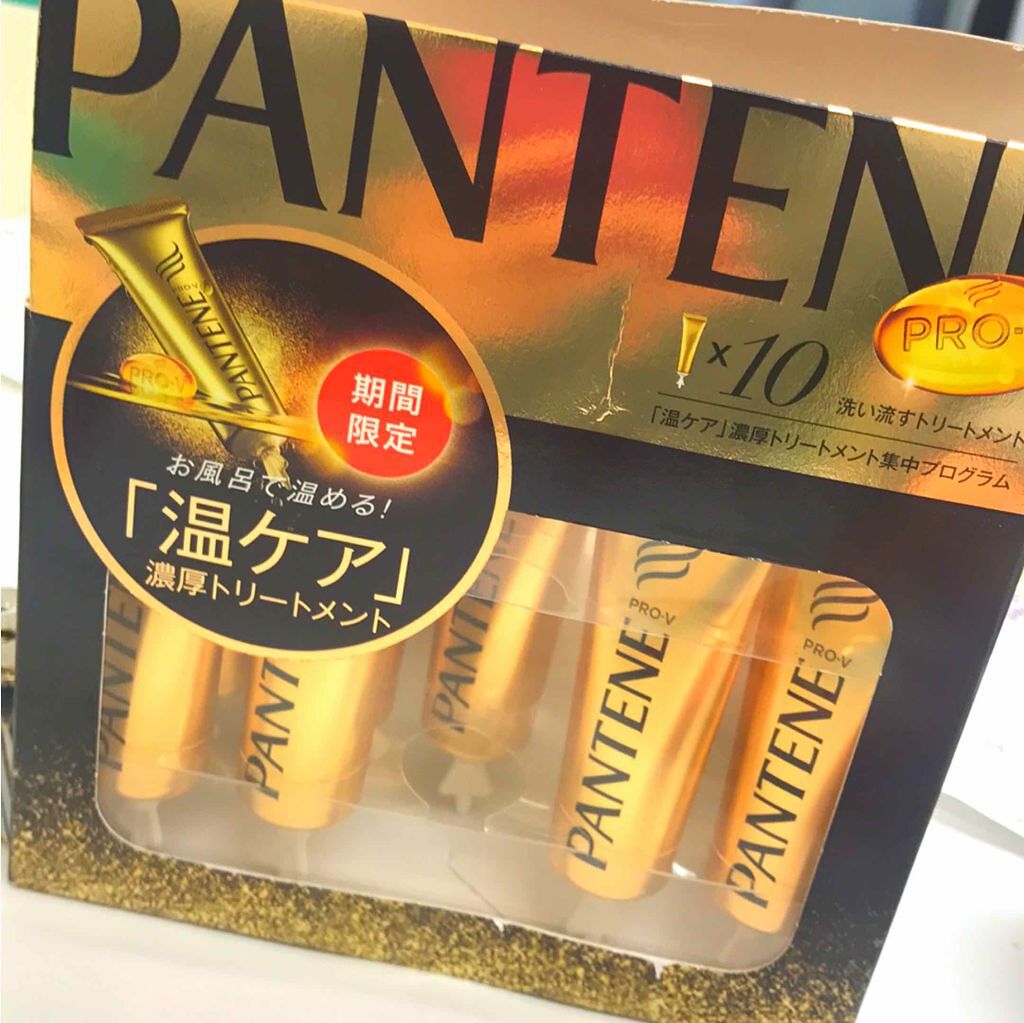 PANTENE
PANTENE
PRO-V
期間
限定
お風呂で温める!
「温ケア」
濃厚トリートメント
×10
PRO-
洗い流すトリートメント
「温ケア」濃厚トリートメント集中プログラム
PANTE
PANT
PANTENE
PRO-V
PANTENE
PRO-V
PANTENE